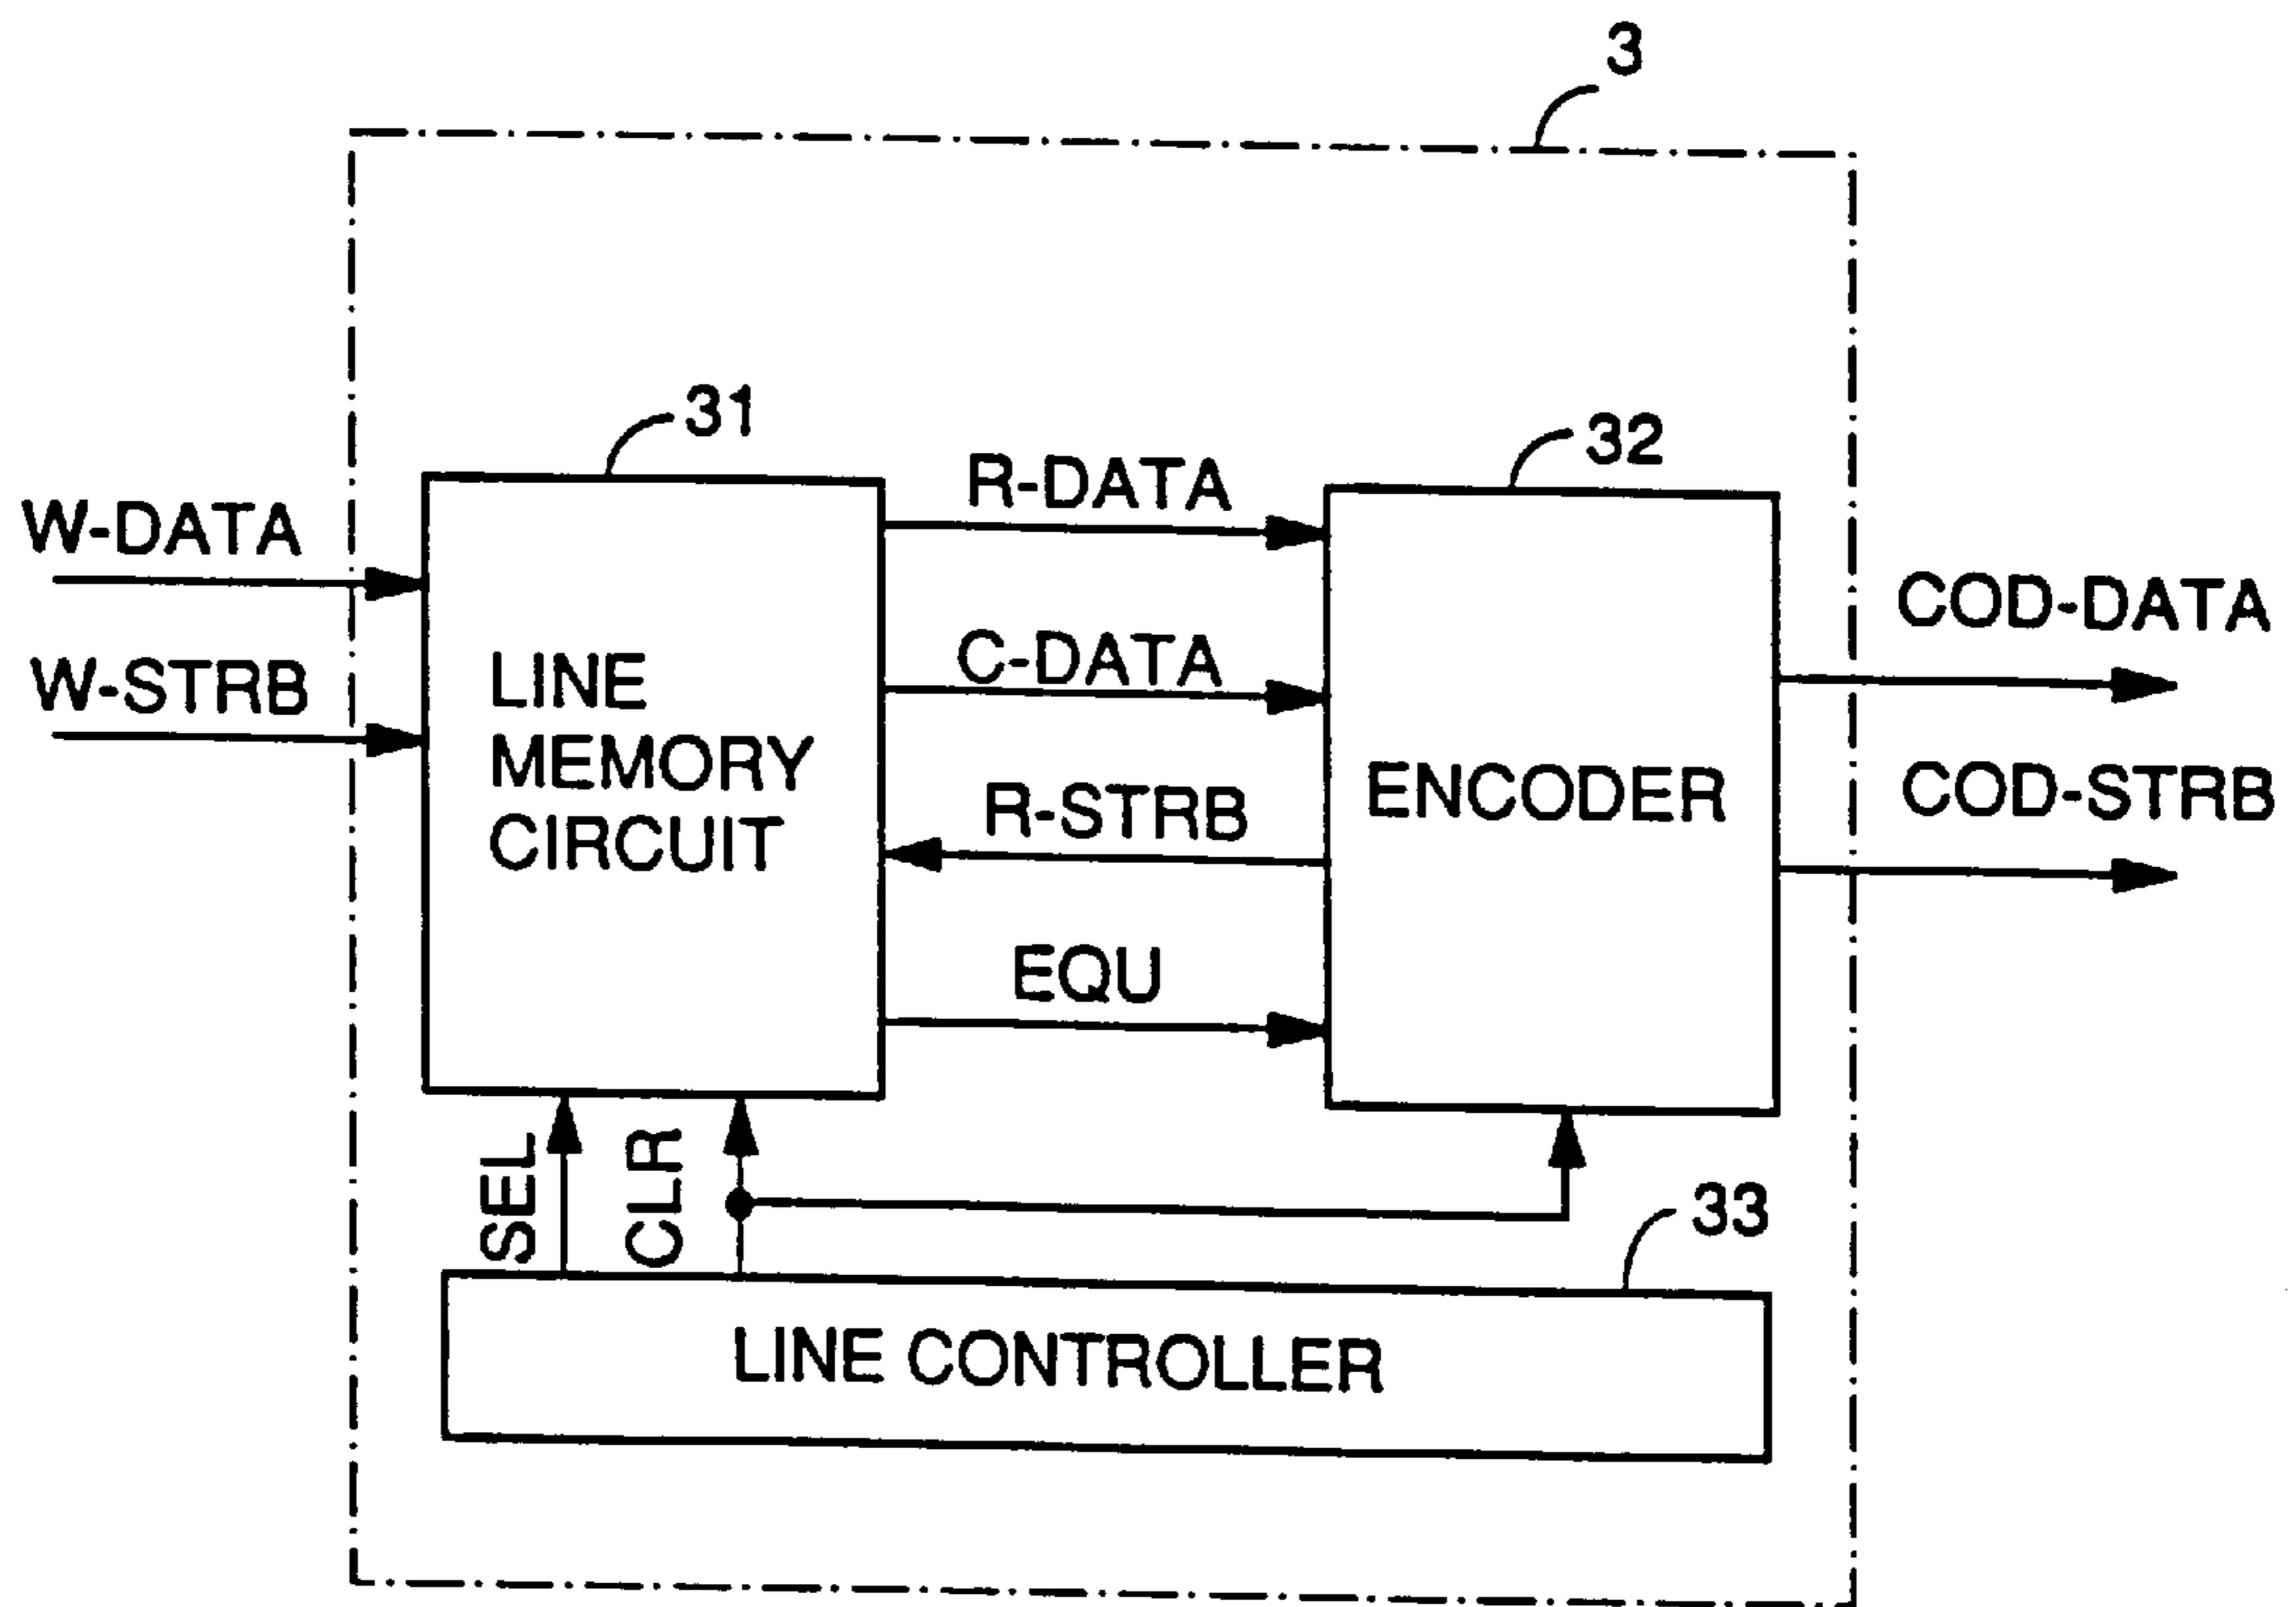 3
31
32
R-DATA
W-DATA
C-DATA
COD-DATA
W-STRB
LINE
MEMORY
CIRCUIT
R-STRB
ENCODER
COD-STRB
EQU
SEL
CLR
33
LINE CONTROLLER